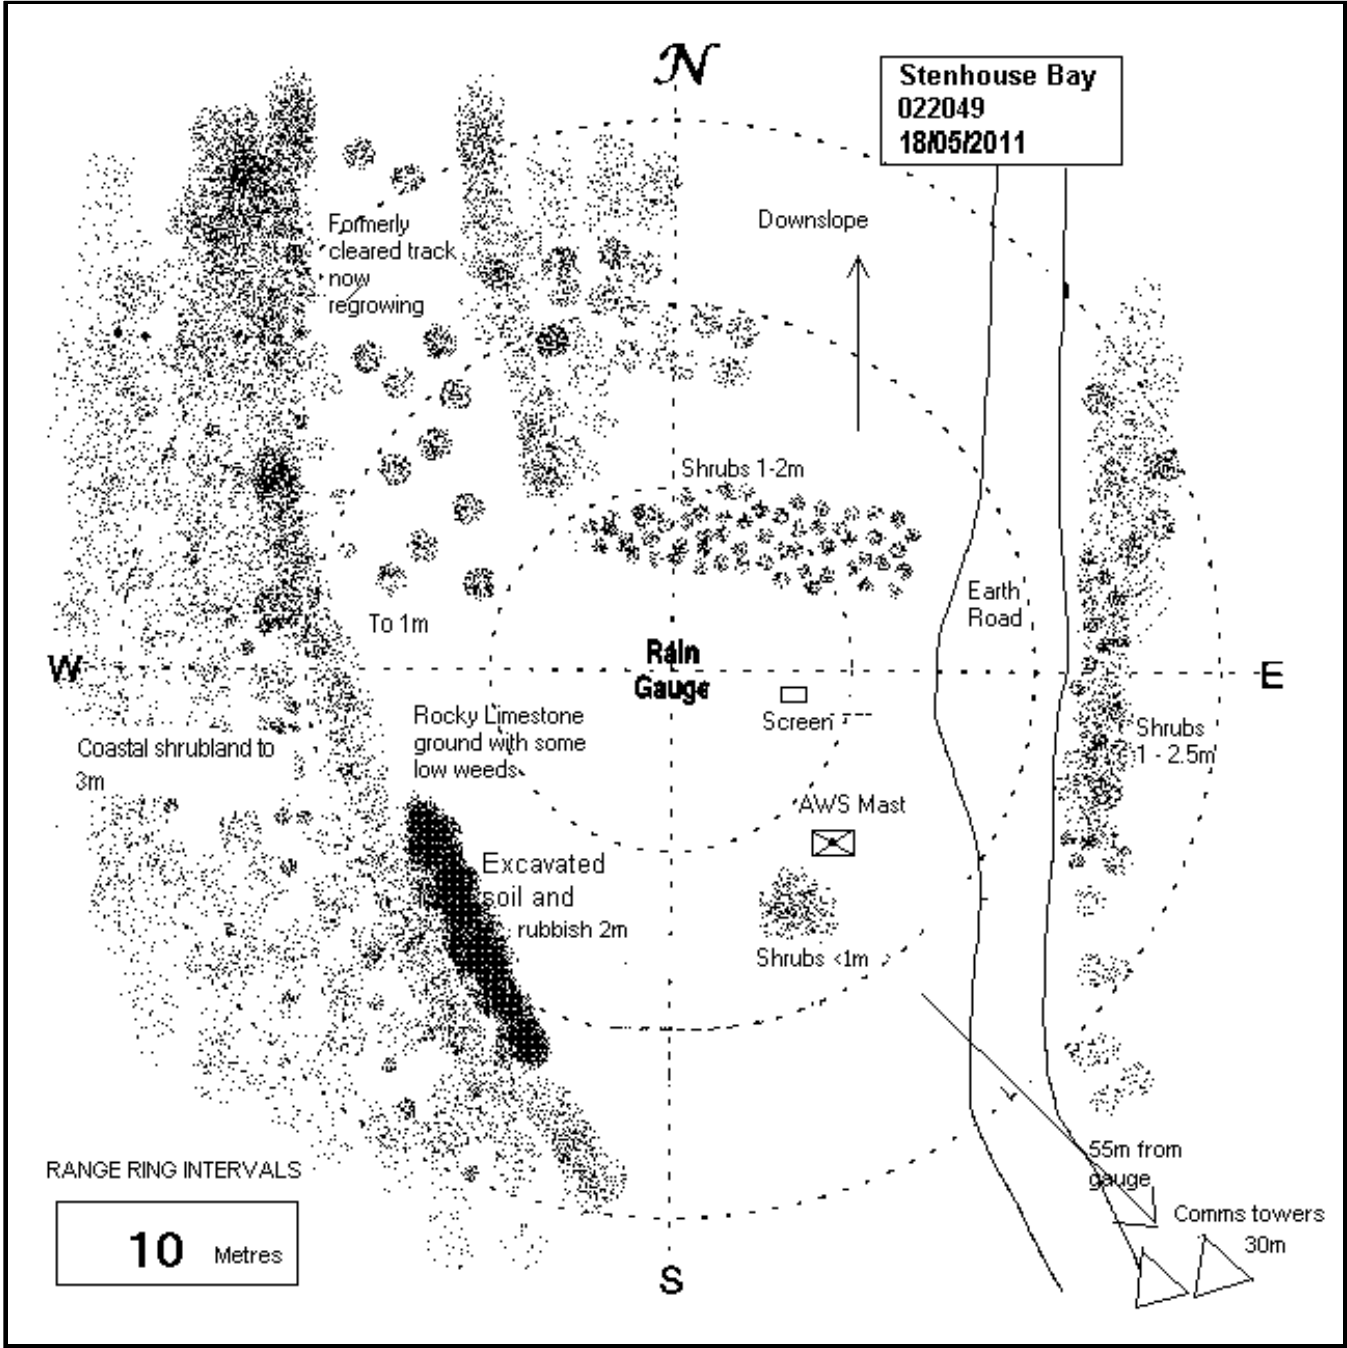 N
Stenhouse Bay
022049
18/05/2011
Downslope
Formerly
cleared track
now
regrowing
Shrubs 1-2m
Earth
Road
To 1m
Rain
Gauge
W
E
Screen
Rocky Limestone
ground with some
low weeds
Shrubs
1 - 2.5m
Coastal shrubland to
3m
AWS Mast
Excavated
soil and
rubbish 2m
Shrubs <1m
55m from
gauge
RANGE RING INTERVALS
10 Metres
Comms towers
30m
S